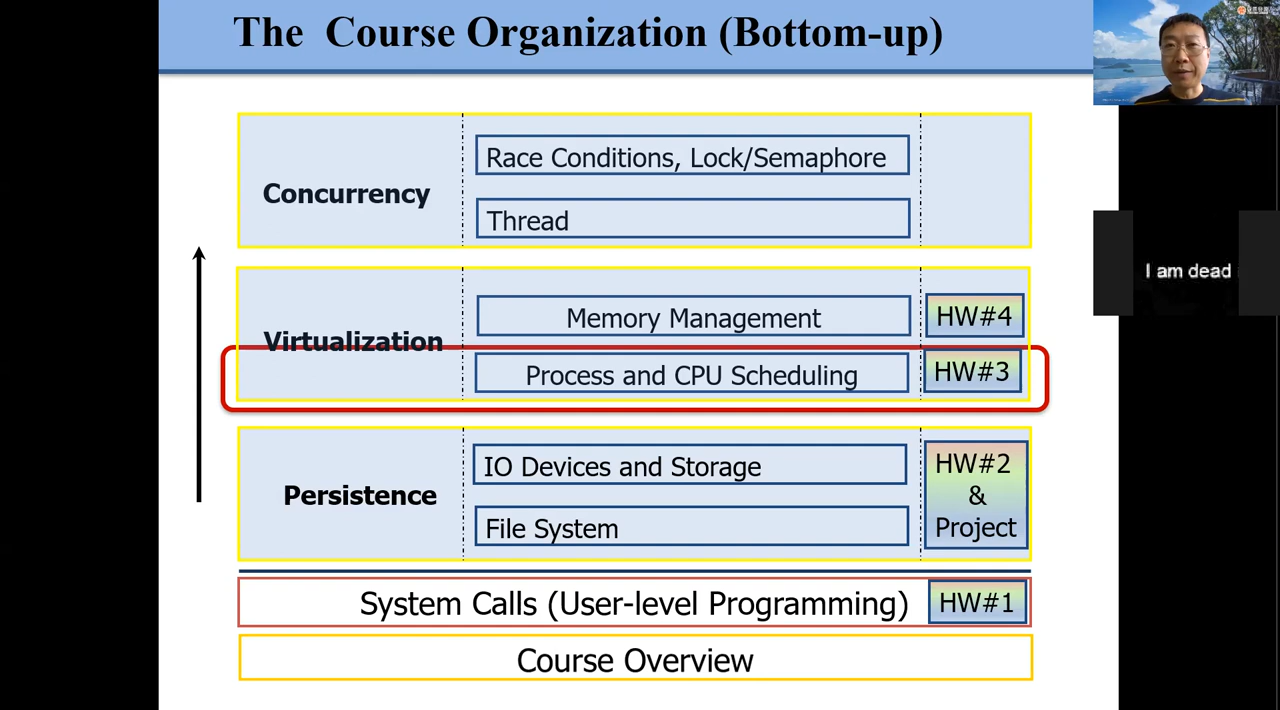 The Course Organization (Bottom-up)
Concurrency
Race Conditions, Lock/Semaphore
Thread
Virtualization
Memory Management
HW#4
Process and CPU Scheduling
HW#3
Persistence
IO Devices and Storage
File System
HW#2
&
Project
System Calls (User-level Programming)
HW#1
Course Overview
I am dead